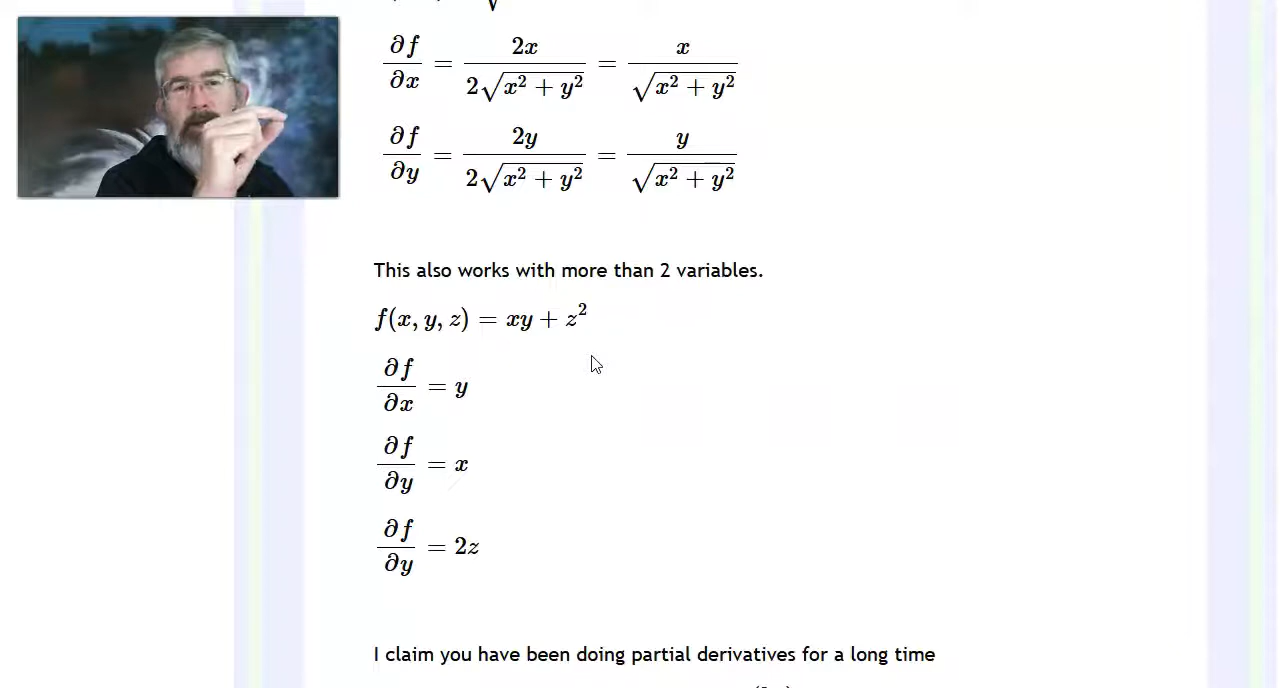 ∂f/∂x = 2x/(2√(x² + y²)) = x/√(x² + y²)
∂f/∂y = 2y/(2√(x² + y²)) = y/√(x² + y²)
This also works with more than 2 variables.
f(x, y, z) = xy + z²
∂f/∂x = y
∂f/∂y = x
∂f/∂y = 2z
I claim you have been doing partial derivatives for a long time